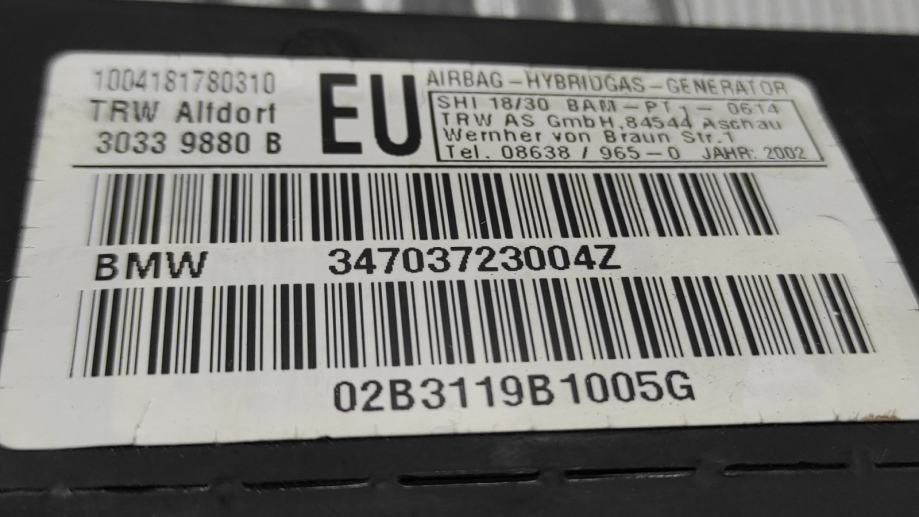 1004181780310
TRW Alfdorf
3033 9880 B
EU
AIRBAG-HYBRIDGAS-GENERATOR
SHI 18/30 BAM-PT1-0614
TRW AS GmbH,84544 Aschau
Wernher von Braun Str.1
Tel. 08638 / 965-0 JAHR: 2002
BMW 34703723004Z
02B3119B1005G